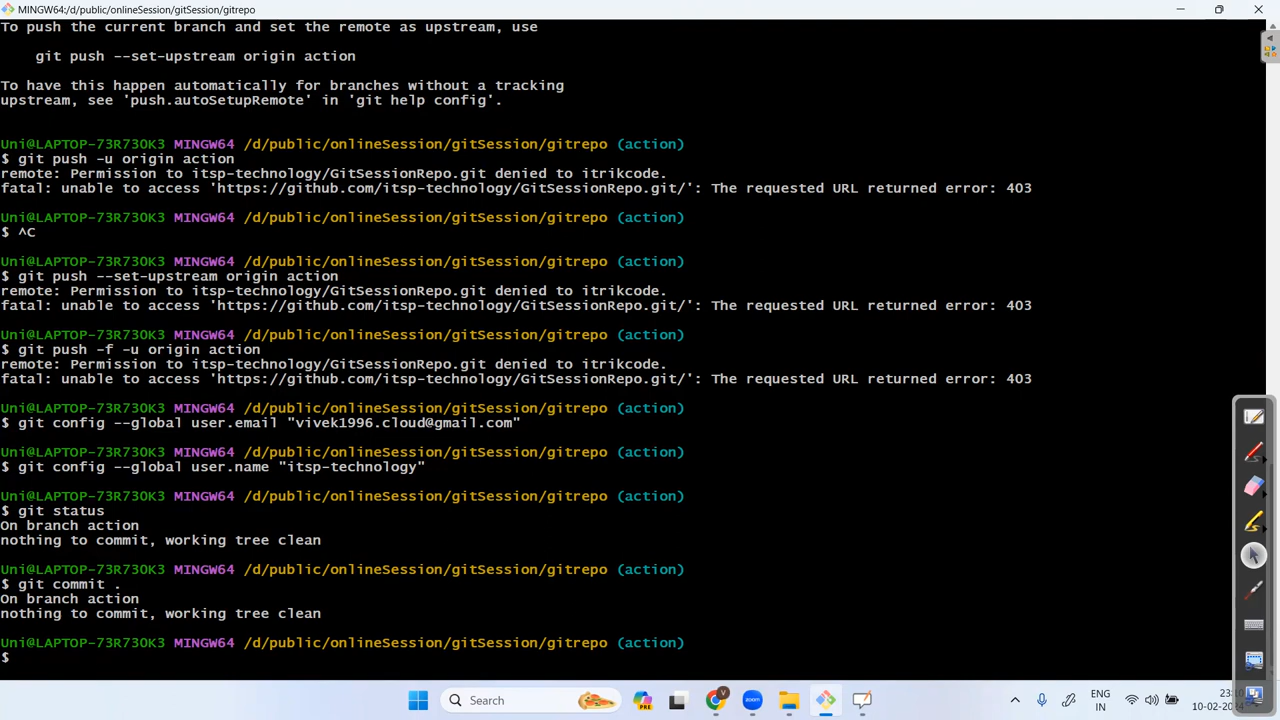 MINGW64:/d/public/onlineSession/gitSession/gitrepo
To push the current branch and set the remote as upstream, use
git push --set-upstream origin action
To have this happen automatically for branches without a tracking
upstream, see 'push.autoSetupRemote' in 'git help config'.
Uni@LAPTOP-73R73OK3 MINGW64 /d/public/onlineSession/gitSession/gitrepo (action)
$ git push -u origin action
remote: Permission to itsp-technology/GitSessionRepo.git denied to itrikcode.
fatal: unable to access 'https://github.com/itsp-technology/GitSessionRepo.git/': The requested URL returned error: 403
Uni@LAPTOP-73R73OK3 MINGW64 /d/public/onlineSession/gitSession/gitrepo (action)
$ ^C
Uni@LAPTOP-73R73OK3 MINGW64 /d/public/onlineSession/gitSession/gitrepo (action)
$ git push --set-upstream origin action
remote: Permission to itsp-technology/GitSessionRepo.git denied to itrikcode.
fatal: unable to access 'https://github.com/itsp-technology/GitSessionRepo.git/': The requested URL returned error: 403
Uni@LAPTOP-73R73OK3 MINGW64 /d/public/onlineSession/gitSession/gitrepo (action)
$ git push -f -u origin action
remote: Permission to itsp-technology/GitSessionRepo.git denied to itrikcode.
fatal: unable to access 'https://github.com/itsp-technology/GitSessionRepo.git/': The requested URL returned error: 403
Uni@LAPTOP-73R73OK3 MINGW64 /d/public/onlineSession/gitSession/gitrepo (action)
$ git config --global user.email "vivek1996.cloud@gmail.com"
Uni@LAPTOP-73R73OK3 MINGW64 /d/public/onlineSession/gitSession/gitrepo (action)
$ git config --global user.name "itsp-technology"
Uni@LAPTOP-73R73OK3 MINGW64 /d/public/onlineSession/gitSession/gitrepo (action)
$ git status
On branch action
nothing to commit, working tree clean
Uni@LAPTOP-73R73OK3 MINGW64 /d/public/onlineSession/gitSession/gitrepo (action)
$ git commit .
On branch action
nothing to commit, working tree clean
Uni@LAPTOP-73R73OK3 MINGW64 /d/public/onlineSession/gitSession/gitrepo (action)
$
Search
PRE
V
zoom
ENG
IN